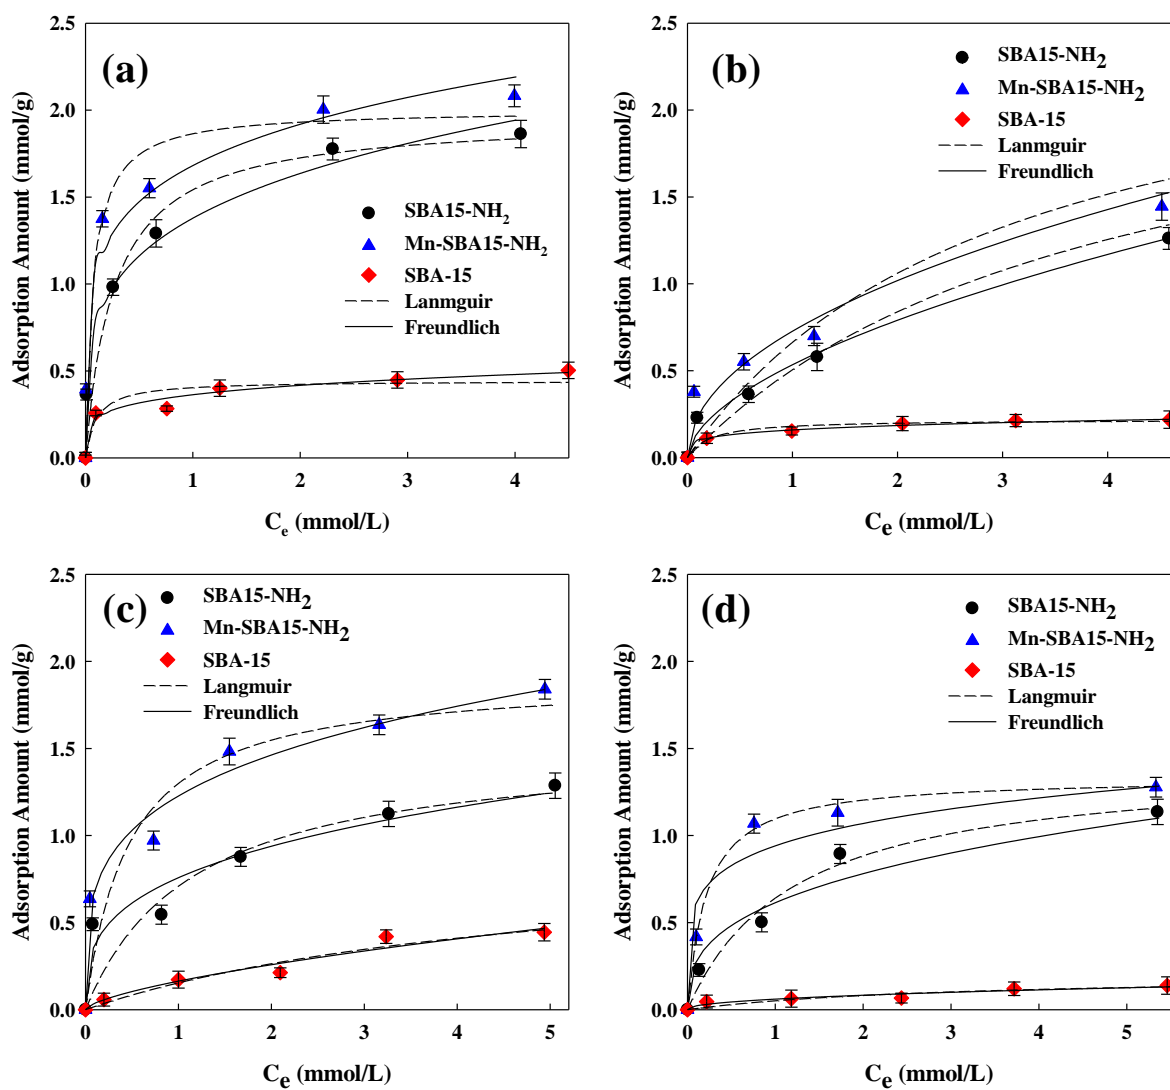 (a)
SBA15-NH2
Mn-SBA15-NH2
SBA-15
Lanmguir
Freundlich
Adsorption Amount (mmol/g)
2.5
2.0
1.5
1.0
0.5
0.0
0 1 2 3 4
Ce (mmol/L)
(b)
SBA15-NH2
Mn-SBA15-NH2
SBA-15
Lanmguir
Freundlich
Adsorption Amount (mmol/g)
2.5
2.0
1.5
1.0
0.5
0.0
0 1 2 3 4
Ce (mmol/L)
(c)
SBA15-NH2
Mn-SBA15-NH2
SBA-15
Langmuir
Freundlich
Adsorption Amount (mmol/g)
2.5
2.0
1.5
1.0
0.5
0.0
0 1 2 3 4 5
Ce (mmol/L)
(d)
SBA15-NH2
Mn-SBA15-NH2
SBA-15
Langmuir
Freundlich
Adsorption Amount (mmol/g)
2.5
2.0
1.5
1.0
0.5
0.0
0 1 2 3 4 5
Ce (mmol/L)